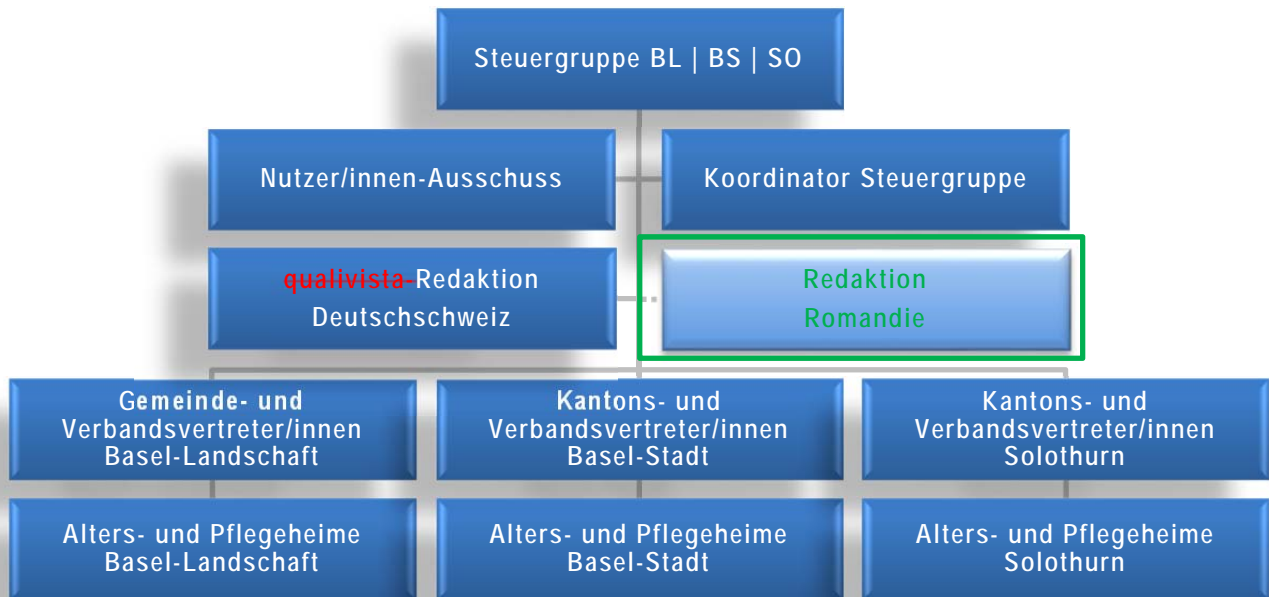 Steuergruppe BL | BS | SO
Nutzer/innen-Ausschuss
Koordinator Steuergruppe
qualivista-Redaktion
Deutschschweiz
Redaktion
Romandie
Gemeinde- und
Verbandsvertreter/innen
Basel-Landschaft
Kantons- und
Verbandsvertreter/innen
Basel-Stadt
Kantons- und
Verbandsvertreter/innen
Solothurn
Alters- und Pflegeheime
Basel-Landschaft
Alters- und Pflegeheime
Basel-Stadt
Alters- und Pflegeheime
Solothurn